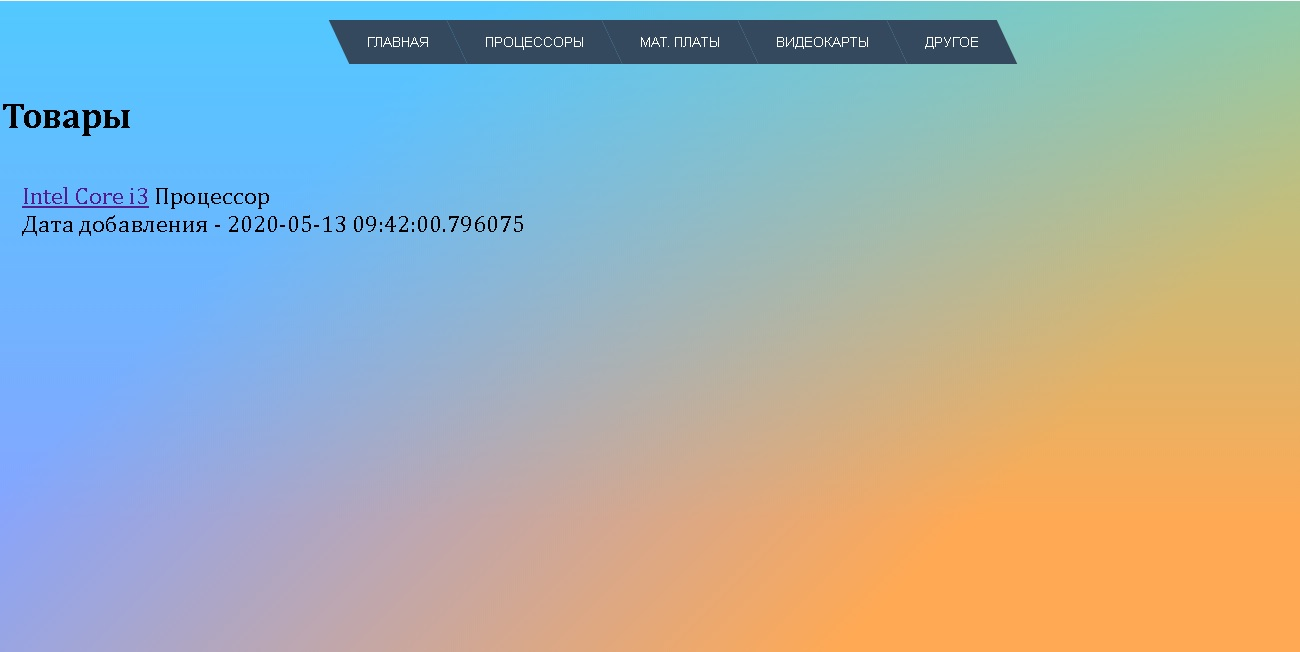 ГЛАВНАЯ ПРОЦЕССОРЫ МАТ. ПЛАТЫ ВИДЕОКАРТЫ ДРУГОЕ
Товары
Intel Core i3 Процессор
Дата добавления - 2020-05-13 09:42:00.796075